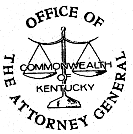 OFFICE OF
THE ATTORNEY GENERAL
COMMONWEALTH
OF
KENTUCKY